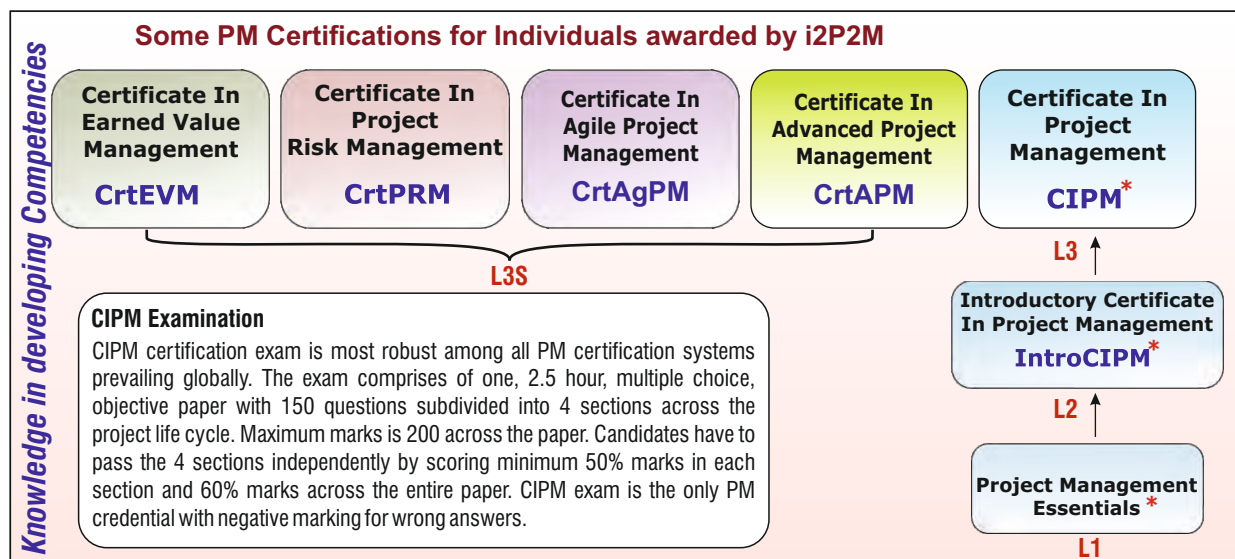 Some PM Certifications for Individuals awarded by i2P2M
Knowledge in developing Competencies
Certificate In
Earned Value
Management
CrtEVM
Certificate In
Project
Risk Management
CrtPRM
Certificate In
Agile Project
Management
CrtAgPM
Certificate In
Advanced Project
Management
CrtAPM
Certificate In
Project
Management
CIPM*
L3S
L3
CIPM Examination
CIPM certification exam is most robust among all PM certification systems
prevailing globally. The exam comprises of one, 2.5 hour, multiple choice,
objective paper with 150 questions subdivided into 4 sections across the
project life cycle. Maximum marks is 200 across the paper. Candidates have to
pass the 4 sections independently by scoring minimum 50% marks in each
section and 60% marks across the entire paper. CIPM exam is the only PM
credential with negative marking for wrong answers.
Introductory Certificate
In Project Management
IntroCIPM*
L2
Project Management
Essentials *
L1